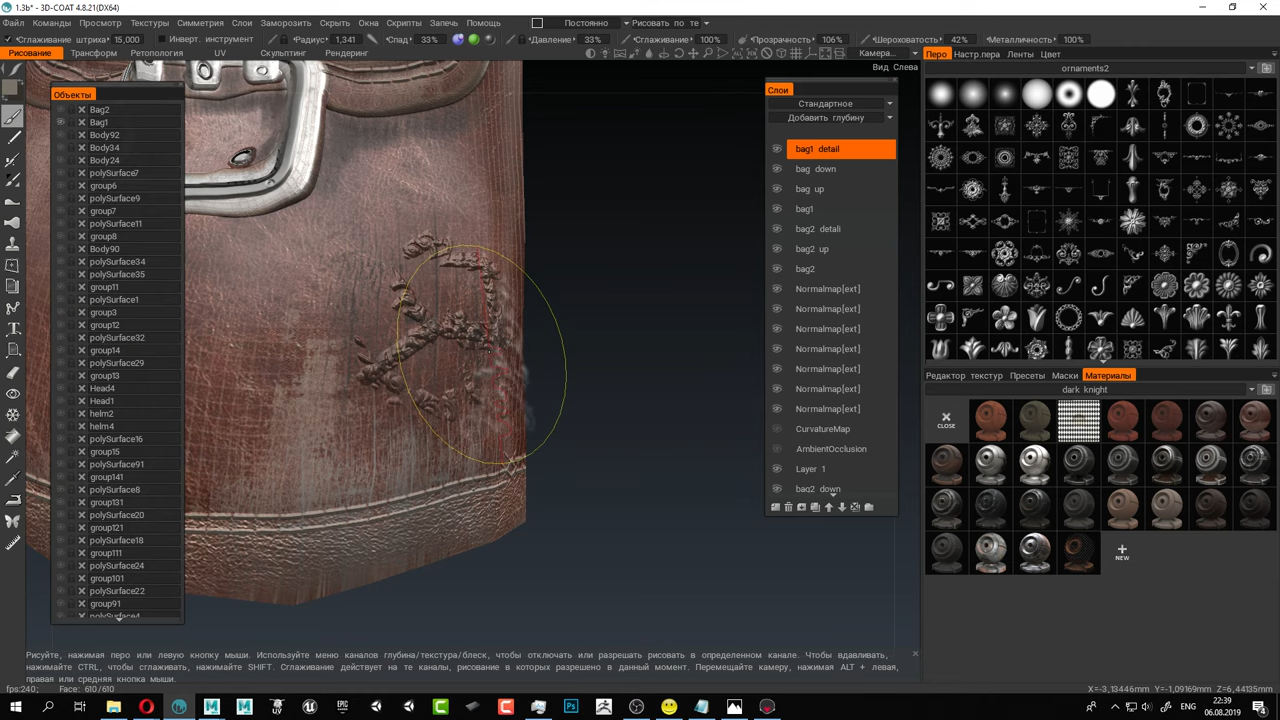 1.3b* - 3D-COAT 4.8.21(DX64)
Файл Команды Просмотр Текстуры Симметрия Слои Заморозить Скрыть Окна Скрипты Запечь Помощь Постоянно Рисовать по те
Сглаживание штриха 15,000 Инверт.инструмент Радиус 1,341 Спад 33% Давление 33% Сглаживание 100% Прозрачность 106% Шероховатость 42% Металличность 100%
Рисование Трансформ Ретопология UV Скульптинг Рендеринг Камера... Перо Настр.пера Ленты Цвет
Вид Слева ornaments2
Объекты
Bag2
Bag1
Body92
Body34
Body24
polySurface7
group6
polySurface9
group7
polySurface11
group8
Body90
polySurface34
polySurface35
group11
polySurface1
group3
group12
polySurface32
group14
polySurface29
group13
Head4
Head1
helm2
helm4
polySurface16
group15
polySurface91
group141
polySurface8
group131
polySurface20
group121
polySurface18
group111
polySurface24
group101
polySurface22
group91
polySurface4
Слои
Стандартное
Добавить глубину
bag1 detail
bag down
bag up
bag1
bag2 detali
bag2 up
bag2
Normalmap[ext]
Normalmap[ext]
Normalmap[ext]
Normalmap[ext]
Normalmap[ext]
Normalmap[ext]
Normalmap[ext]
CurvatureMap
AmbientOcclusion
Layer 1
bag2 down
Редактор текстур Пресеты Маски Материалы
dark knight
CLOSE
NEW
Рисуйте, нажимая перо или левую кнопку мыши. Используйте меню каналов глубина/текстура/блеск, чтобы отключать или разрешать рисовать в определенном канале. Чтобы вдавливать,
нажимайте CTRL, чтобы сглаживать, нажимайте SHIFT. Сглаживание действует на те каналы, рисование в которых разрешено в данный момент. Перемещайте камеру, нажимая ALT + левая,
правая или средняя кнопка мыши.
fps:240; Face: 610/610 X=-3,13446mm Y=-1,09169mm Z=6,44135mm
22:39
06.08.2019